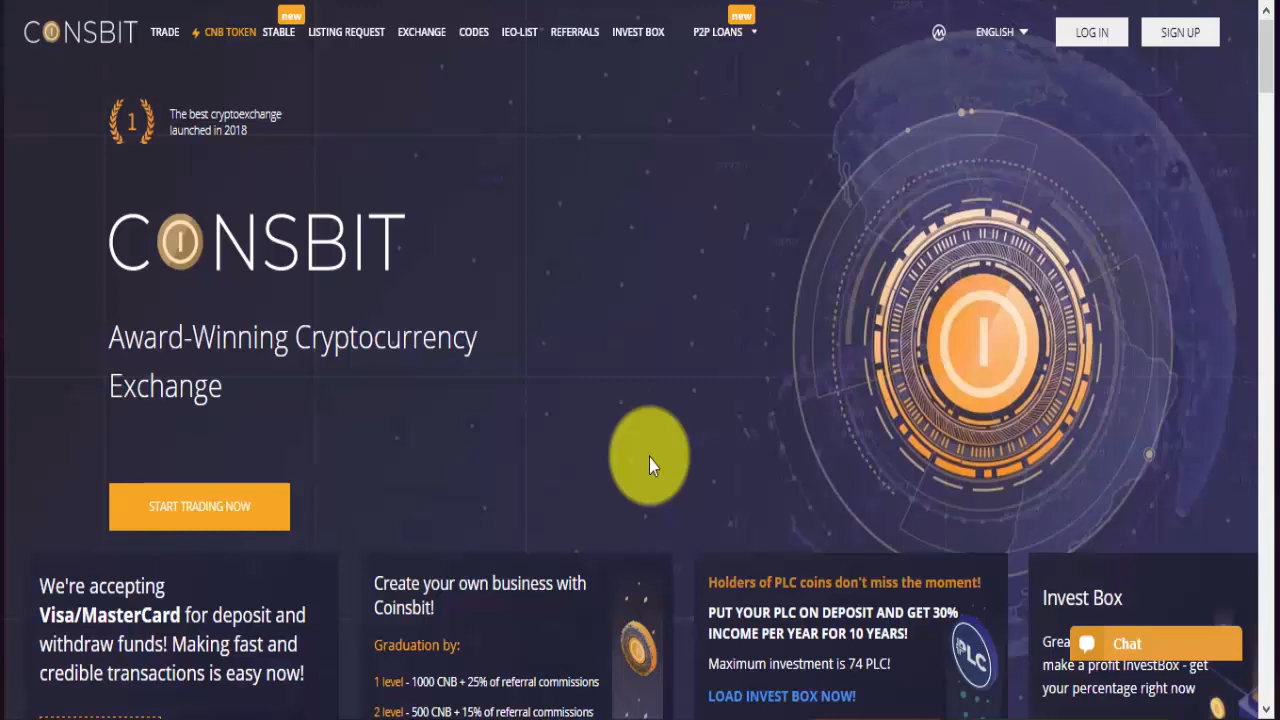 CONSBIT TRADE CNB TOKEN STABLE new LISTING REQUEST EXCHANGE CODES IEO-LIST REFERRALS INVEST BOX P2P LOANS new ENGLISH LOG IN SIGN UP
1 The best cryptoexchange
launched in 2018
CONSBIT
Award-Winning Cryptocurrency
Exchange
START TRADING NOW
We're accepting
Visa/MasterCard for deposit and
withdraw funds! Making fast and
credible transactions is easy now!
Create your own business with
Coinsbit!
Graduation by:
1 level - 1000 CNB + 25% of referral commissions
2 level - 500 CNB + 15% of referral commissions
Holders of PLC coins don't miss the moment!
PUT YOUR PLC ON DEPOSIT AND GET 30%
INCOME PER YEAR FOR 10 YEARS!
Maximum investment is 74 PLC!
LOAD INVEST BOX NOW!
PLC
Invest Box
make a profit InvestBox - get
your percentage right now
Chat